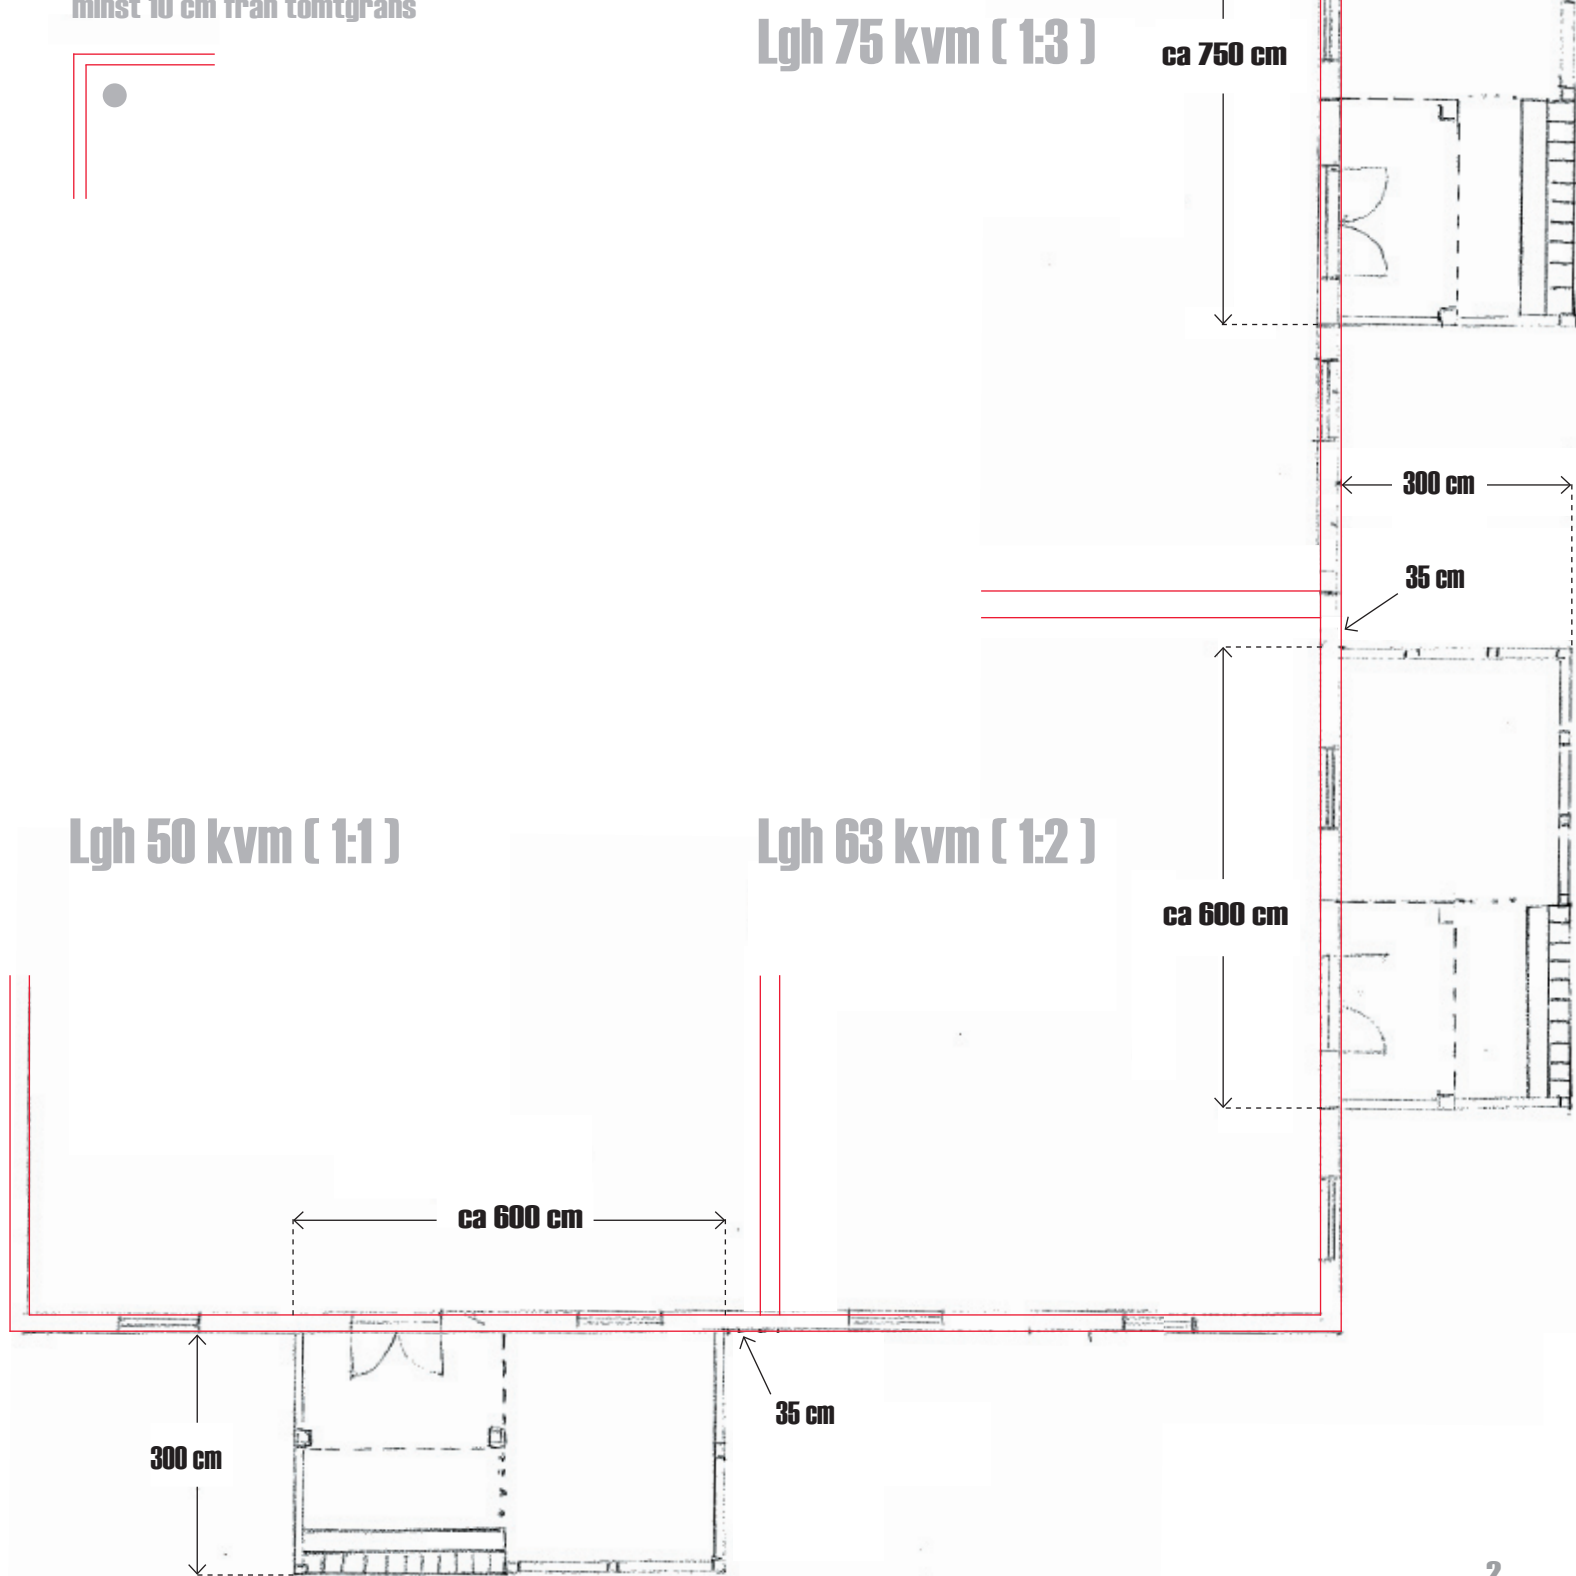 minst 10 cm från tomtgräns
Lgh 75 kvm ( 1:3 )
ca 750 cm
300 cm
35 cm
Lgh 50 kvm ( 1:1 )
Lgh 63 kvm ( 1:2 )
ca 600 cm
ca 600 cm
35 cm
300 cm
2